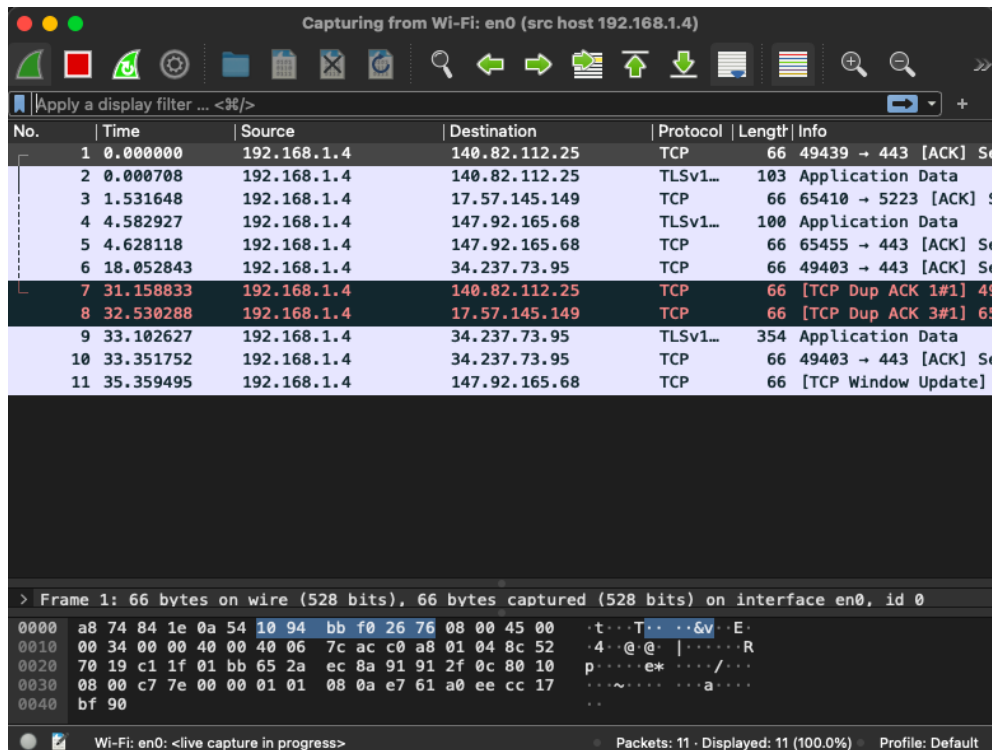 Capturing from Wi-Fi: en0 (src host 192.168.1.4)
Apply a display filter ... <⌘/>
No. Time Source Destination Protocol Length Info
1 0.000000 192.168.1.4 140.82.112.25 TCP 66 49439 → 443 [ACK] Se
2 0.000708 192.168.1.4 140.82.112.25 TLSv1… 103 Application Data
3 1.531648 192.168.1.4 17.57.145.149 TCP 66 65410 → 5223 [ACK] S
4 4.582927 192.168.1.4 147.92.165.68 TLSv1… 100 Application Data
5 4.628118 192.168.1.4 147.92.165.68 TCP 66 65455 → 443 [ACK] Se
6 18.052843 192.168.1.4 34.237.73.95 TCP 66 49403 → 443 [ACK] Se
7 31.158833 192.168.1.4 140.82.112.25 TCP 66 [TCP Dup ACK 1#1] 49
8 32.530288 192.168.1.4 17.57.145.149 TCP 66 [TCP Dup ACK 3#1] 65
9 33.102627 192.168.1.4 34.237.73.95 TLSv1… 354 Application Data
10 33.351752 192.168.1.4 34.237.73.95 TCP 66 49403 → 443 [ACK] Se
11 35.359495 192.168.1.4 147.92.165.68 TCP 66 [TCP Window Update]
> Frame 1: 66 bytes on wire (528 bits), 66 bytes captured (528 bits) on interface en0, id 0
0000 a8 74 84 1e 0a 54 10 94 bb f0 26 76 08 00 45 00 ·t···T·· ··&v··E·
0010 00 34 00 00 40 00 40 06 7c ac c0 a8 01 04 8c 52 ·4··@·@· |······R
0020 70 19 c1 1f 01 bb 65 2a ec 8a 91 91 2f 0c 80 10 p·····e* ····/···
0030 08 00 c7 7e 00 00 01 01 08 0a e7 61 a0 ee cc 17 ···~···· ···a····
0040 bf 90 ··
Wi-Fi: en0: <live capture in progress> Packets: 11 · Displayed: 11 (100.0%) Profile: Default